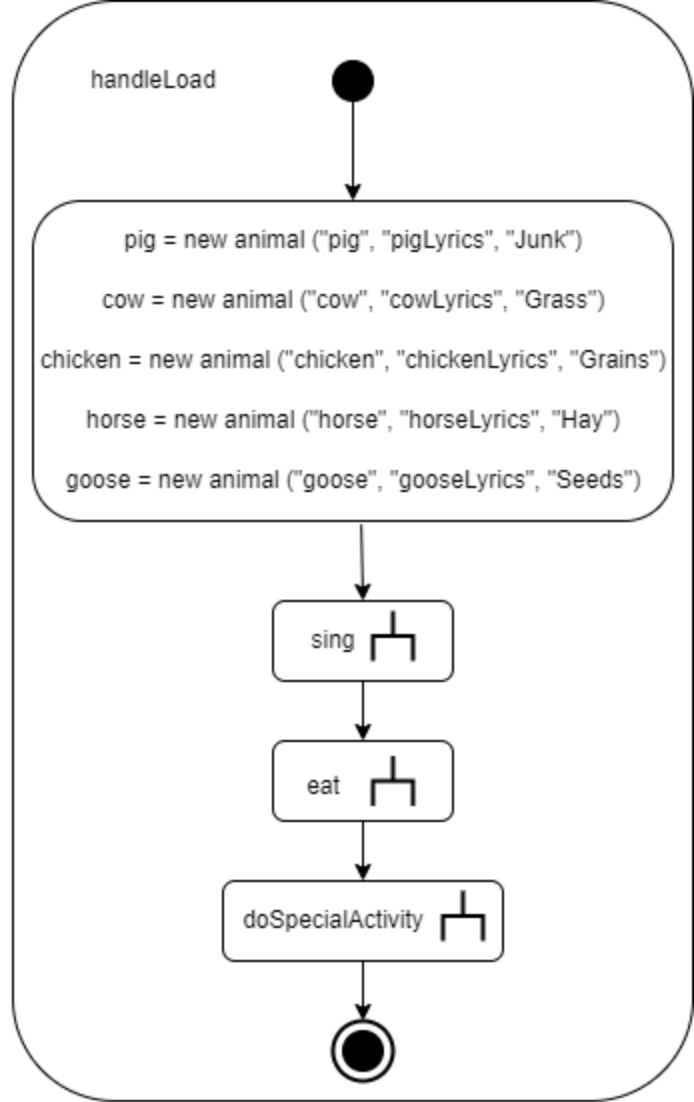 handleLoad
pig = new animal ("pig", "pigLyrics", "Junk")
cow = new animal ("cow", "cowLyrics", "Grass")
chicken = new animal ("chicken", "chickenLyrics", "Grains")
horse = new animal ("horse", "horseLyrics", "Hay")
goose = new animal ("goose", "gooseLyrics", "Seeds")
sing
eat
doSpecialActivity